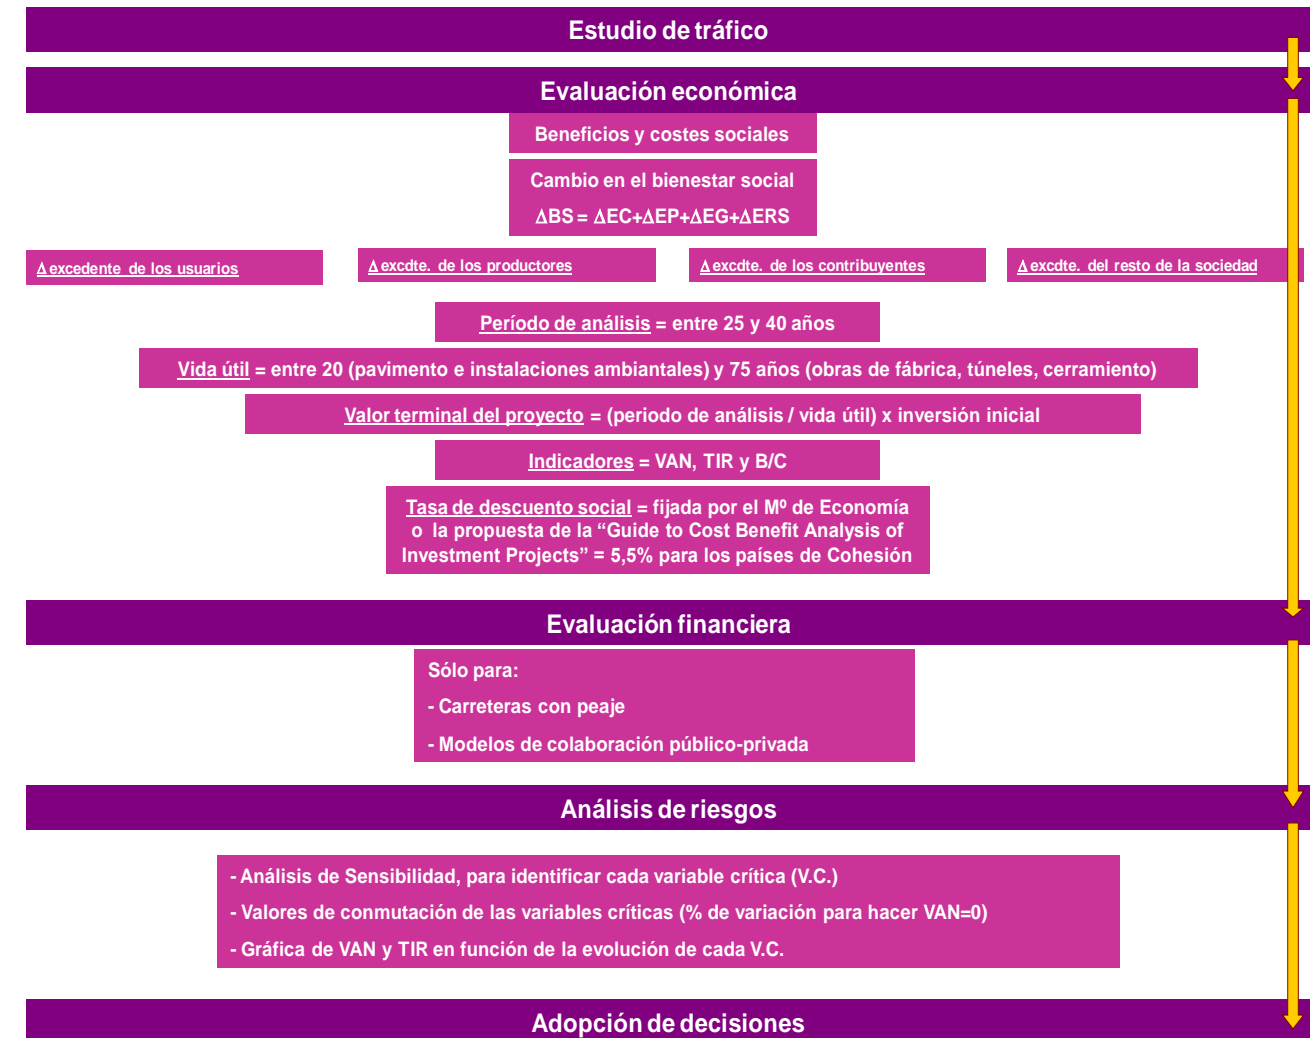 Estudio de tráfico
Evaluación económica
Beneficios y costes sociales
Cambio en el bienestar social
ΔBS = ΔEC+ΔEP+ΔEG+ΔERS
Δ excedente de los usuarios
Δ excdte. de los productores
Δ excdte. de los contribuyentes
Δ excdte. del resto de la sociedad
Período de análisis = entre 25 y 40 años
Vida útil = entre 20 (pavimento e instalaciones ambiantales) y 75 años (obras de fábrica, túneles, cerramiento)
Valor terminal del proyecto = (periodo de análisis / vida útil) x inversión inicial
Indicadores = VAN, TIR y B/C
Tasa de descuento social = fijada por el Mº de Economía
o la propuesta de la “Guide to Cost Benefit Analysis of
Investment Projects” = 5,5% para los países de Cohesión
Evaluación financiera
Sólo para:
- Carreteras con peaje
- Modelos de colaboración público-privada
Análisis de riesgos
- Análisis de Sensibilidad, para identificar cada variable crítica (V.C.)
- Valores de conmutación de las variables críticas (% de variación para hacer VAN=0)
- Gráfica de VAN y TIR en función de la evolución de cada V.C.
Adopción de decisiones